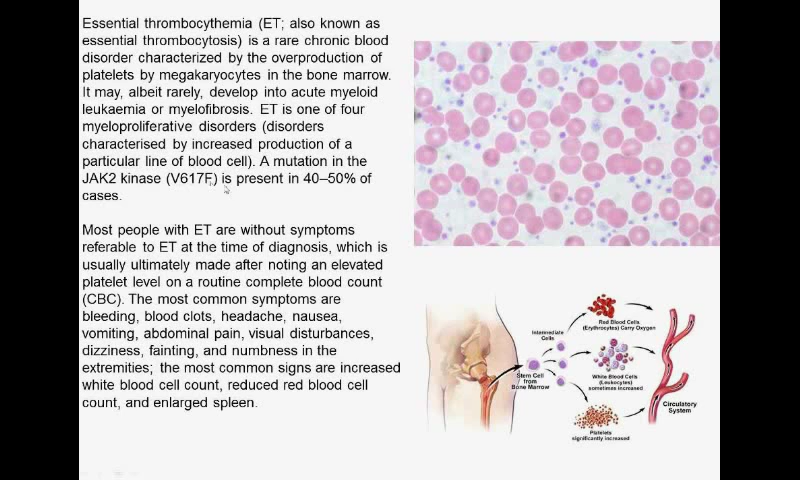 Essential thrombocythemia (ET; also known as
essential thrombocytosis) is a rare chronic blood
disorder characterized by the overproduction of
platelets by megakaryocytes in the bone marrow.
It may, albeit rarely, develop into acute myeloid
leukaemia or myelofibrosis. ET is one of four
myeloproliferative disorders (disorders
characterised by increased production of a
particular line of blood cell). A mutation in the
JAK2 kinase (V617F) is present in 40–50% of
cases.
Most people with ET are without symptoms
referable to ET at the time of diagnosis, which is
usually ultimately made after noting an elevated
platelet level on a routine complete blood count
(CBC). The most common symptoms are
bleeding, blood clots, headache, nausea,
vomiting, abdominal pain, visual disturbances,
dizziness, fainting, and numbness in the
extremities; the most common signs are increased
white blood cell count, reduced red blood cell
count, and enlarged spleen.
Stem Cell
from
Bone Marrow
Intermediate
Cells
Red Blood Cells
(Erythrocytes) Carry Oxygen
White Blood Cells
(Leukocytes)
sometimes increased
Platelets
significantly increased
Circulatory
System